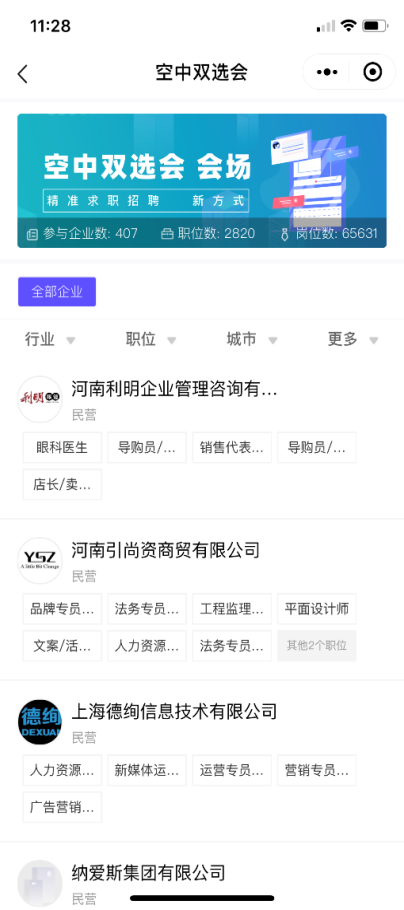 11:28
空中双选会
空中双选会 会场
精准求职招聘 新方式
参与企业数: 407 职位数: 2820 岗位数: 65631
全部企业
行业 职位 城市 更多
利明
河南利明企业管理咨询有...
民营
眼科医生 导购员/... 销售代表... 导购员/...
店长/卖...
YSZ
A little Bit Change
河南引尚资商贸有限公司
民营
品牌专员... 法务专员... 工程监理... 平面设计师
文案/活... 人力资源... 法务专员... 其他2个职位
德绚
DEXUAN
上海德绚信息技术有限公司
民营
人力资源... 新媒体运... 运营专员... 营销专员...
广告营销...
纳爱斯集团有限公司
民营